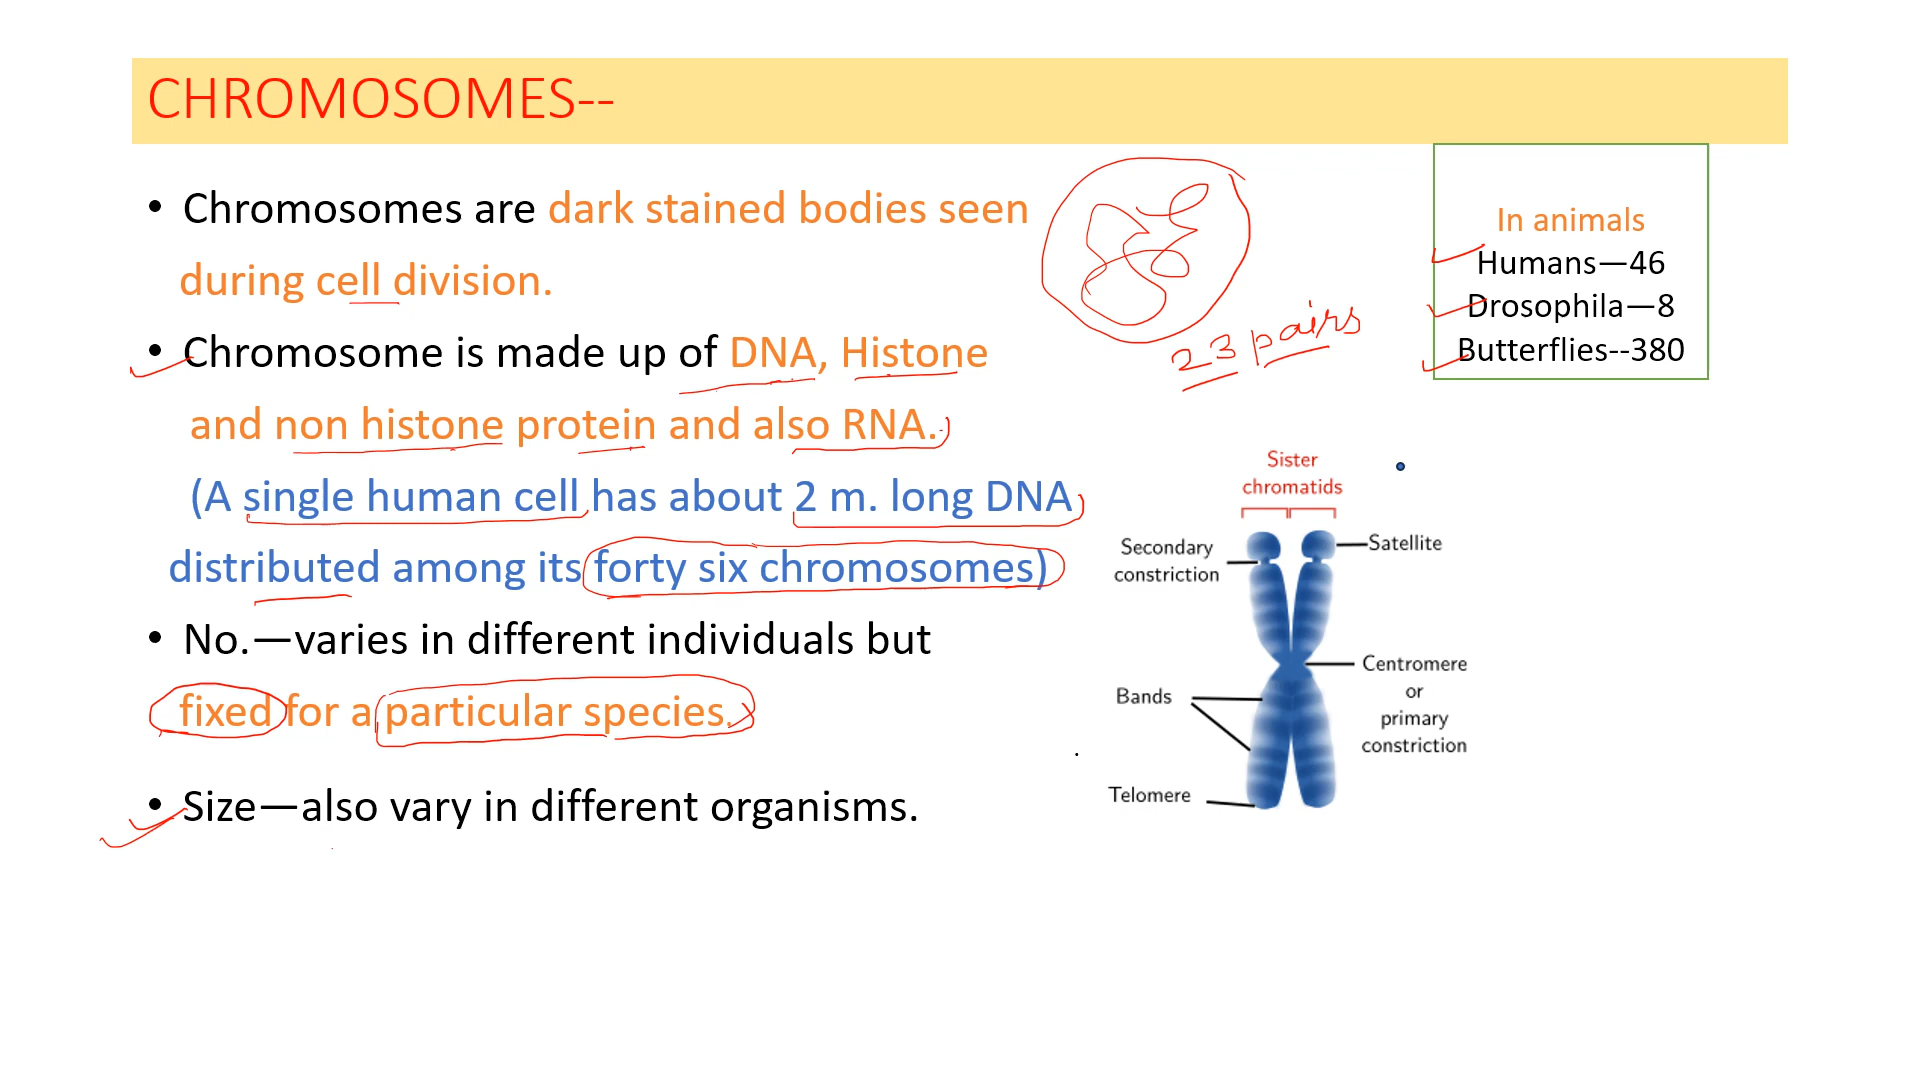 CHROMOSOMES--
• Chromosomes are dark stained bodies seen
during cell division.
• Chromosome is made up of DNA, Histone
and non histone protein and also RNA.
(A single human cell has about 2 m. long DNA
distributed among its forty six chromosomes)
• No.—varies in different individuals but
fixed for a particular species.
• Size—also vary in different organisms.
23 pairs
In animals
Humans—46
Drosophila—8
Butterflies--380
Sister
chromatids
Secondary
constriction
Satellite
Centromere
or
primary
constriction
Bands
Telomere